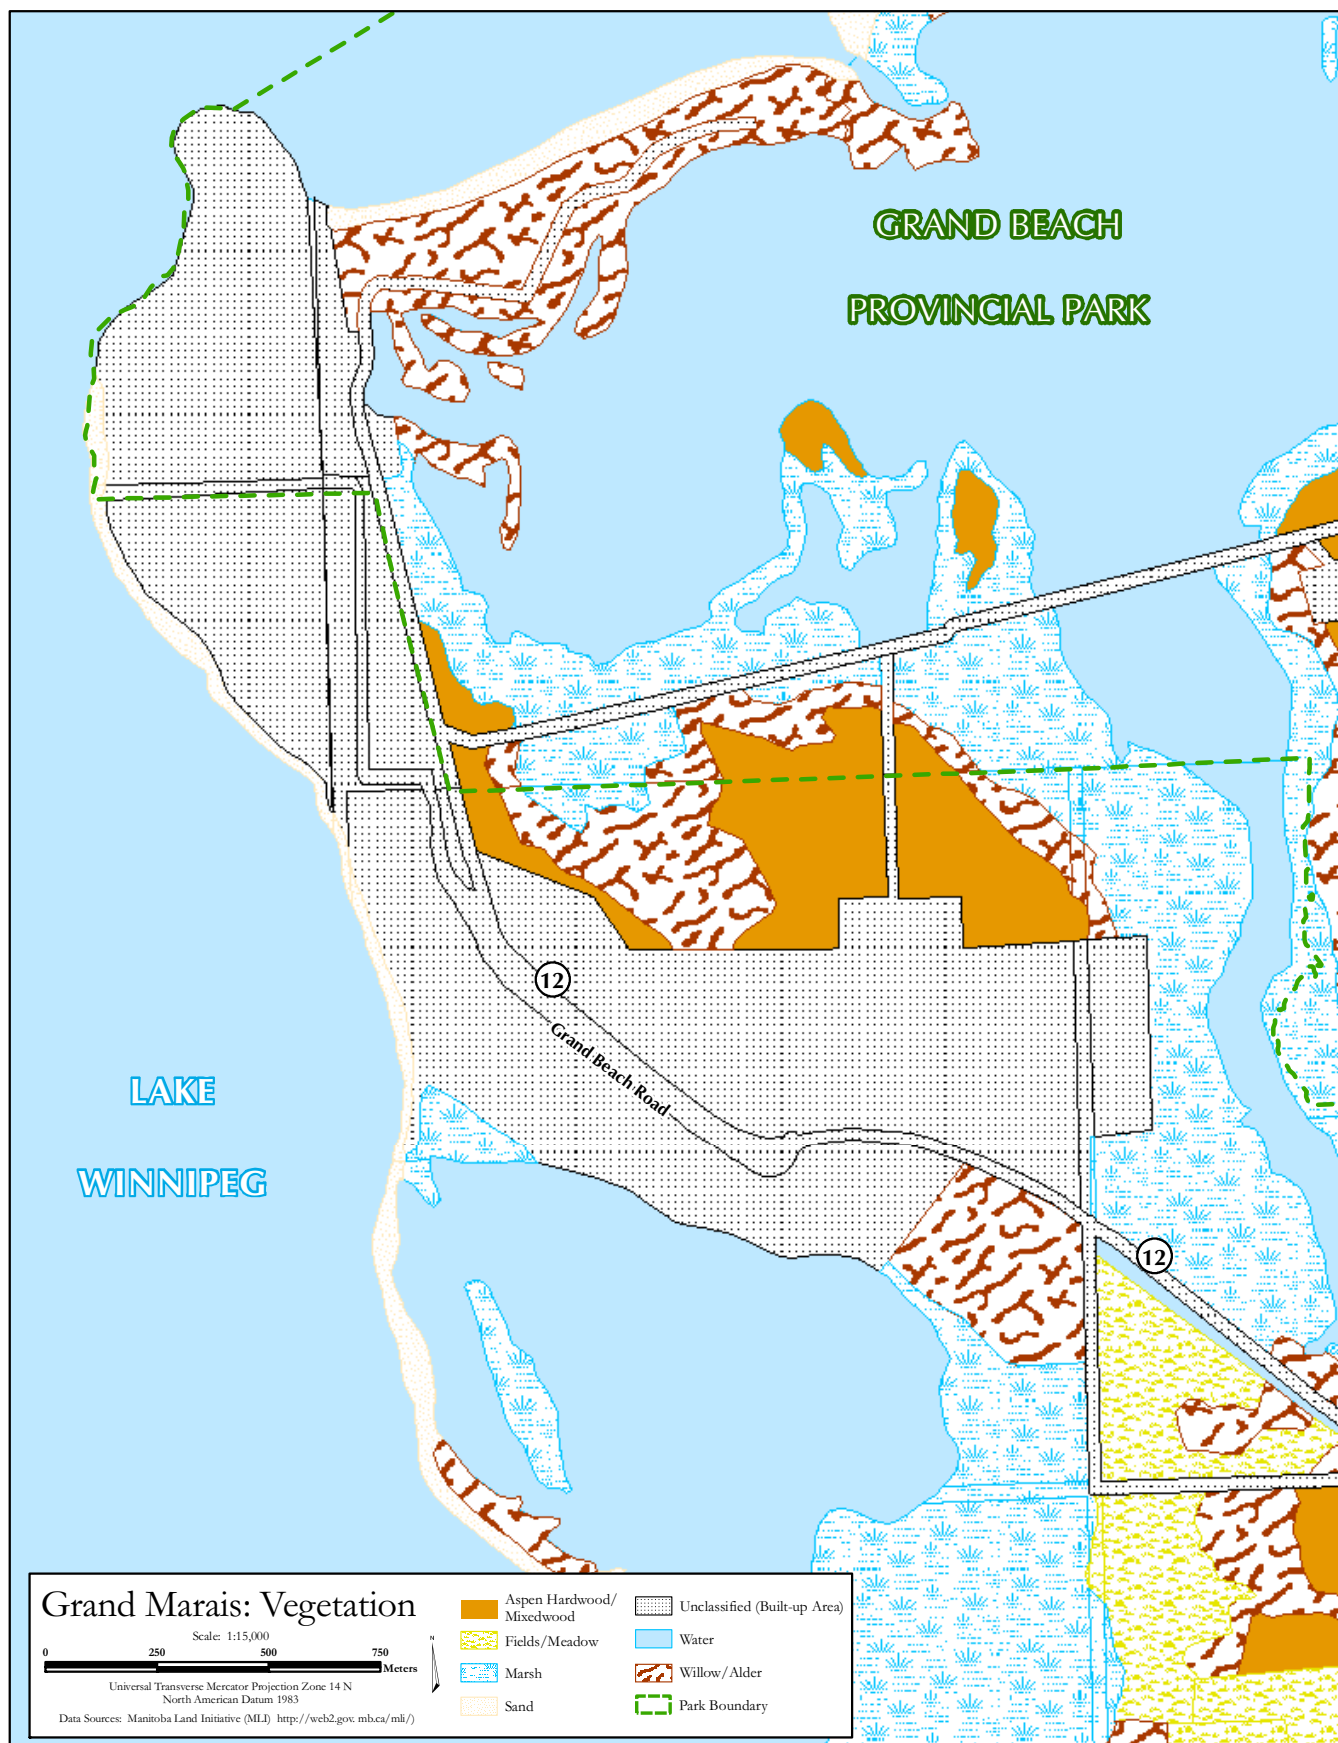 GRAND BEACH
PROVINCIAL PARK
12
Grand Beach Road
LAKE
WINNIPEG
12
Grand Marais: Vegetation
Scale: 1:15,000
0 250 500 750
Meters
N
Universal Transverse Mercator Projection Zone 14 N
North American Datum 1983
Data Sources: Manitoba Land Initiative (MLI) http://web2.gov. mb.ca/mli/)
Aspen Hardwood/
Mixedwood
Fields/Meadow
Marsh
Sand
Unclassified (Built-up Area)
Water
Willow/Alder
Park Boundary